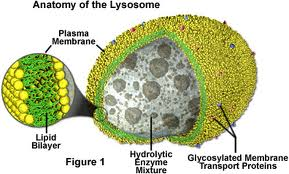 Anatomy of the Lysosome
Plasma
Membrane
Lipid
Bilayer
Figure 1
Hydrolytic
Enzyme
Mixture
Glycosylated Membrane
Transport Proteins